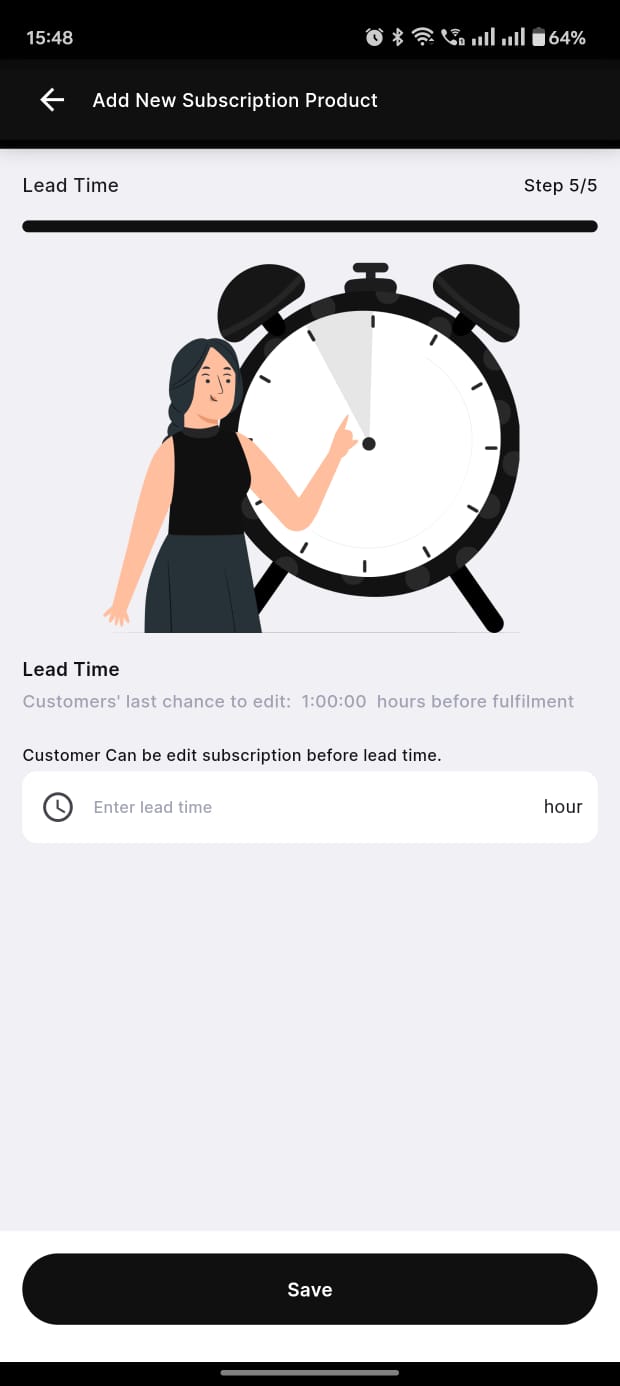 15:48
64%
Add New Subscription Product
Lead Time
Step 5/5
Lead Time
Customers' last chance to edit: 1:00:00 hours before fulfilment
Customer Can be edit subscription before lead time.
Enter lead time
hour
Save